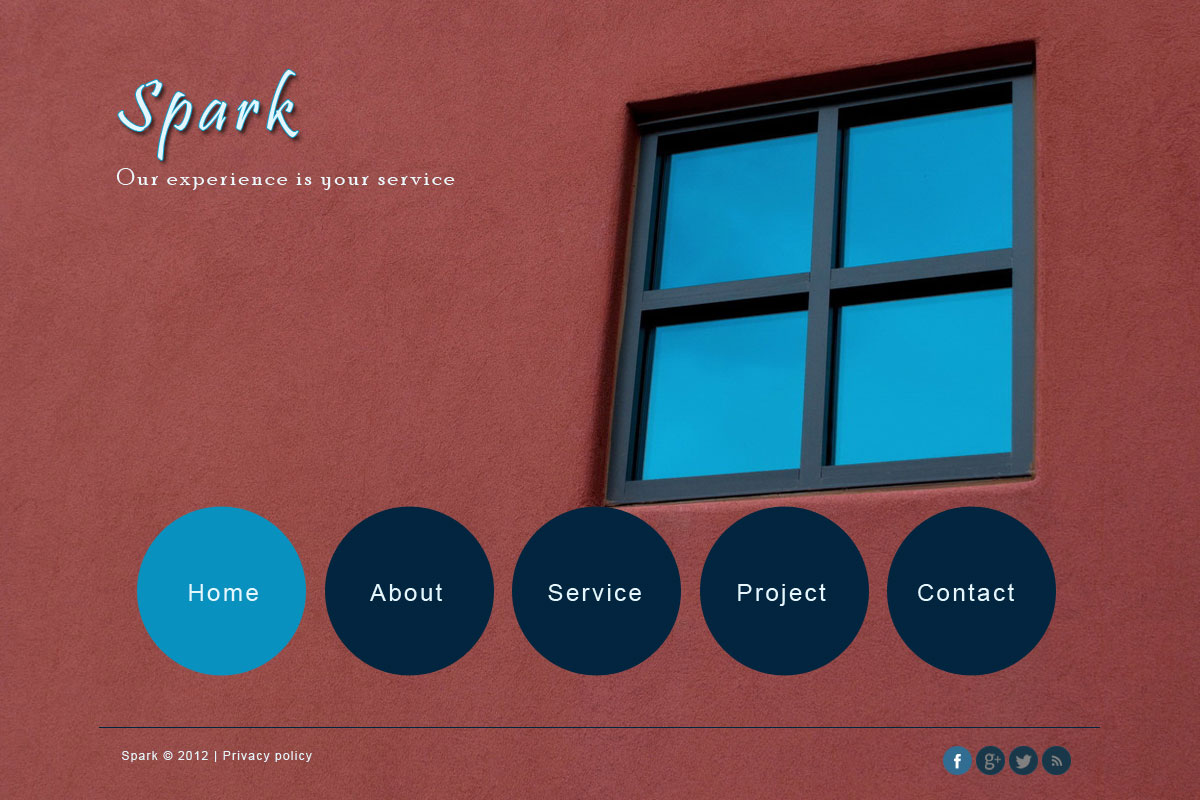 Spark
Our experience is your service
Home About Service Project Contact
Spark © 2012 | Privacy policy
f g+